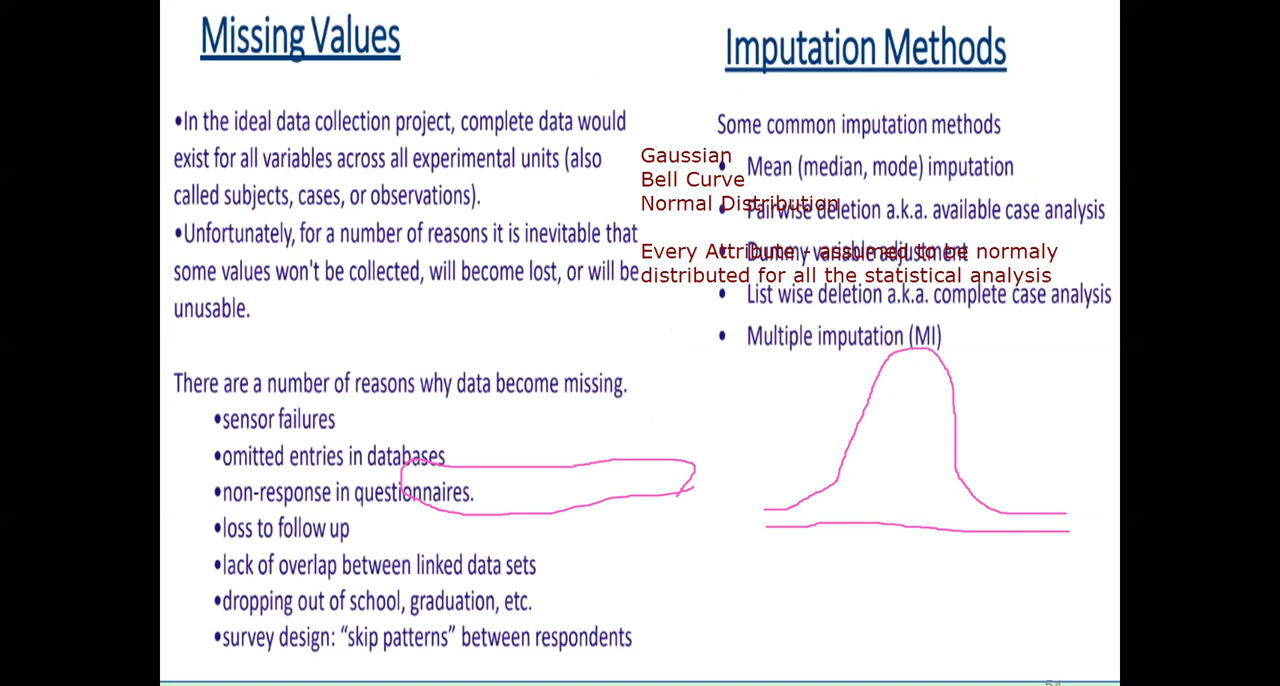 Missing Values
•In the ideal data collection project, complete data would
exist for all variables across all experimental units (also
called subjects, cases, or observations).
•Unfortunately, for a number of reasons it is inevitable that
some values won't be collected, will become lost, or will be
unusable.
There are a number of reasons why data become missing.
•sensor failures
•omitted entries in databases
•non-response in questionnaires.
•loss to follow up
•lack of overlap between linked data sets
•dropping out of school, graduation, etc.
•survey design: “skip patterns” between respondents
Imputation Methods
Some common imputation methods
• Mean (median, mode) imputation
• Pairwise deletion a.k.a. available case analysis
• Dummy variable adjustment
• List wise deletion a.k.a. complete case analysis
• Multiple imputation (MI)
Gaussian
Bell Curve
Normal Distribution
Every Attribute - assumed to be normaly
distributed for all the statistical analysis